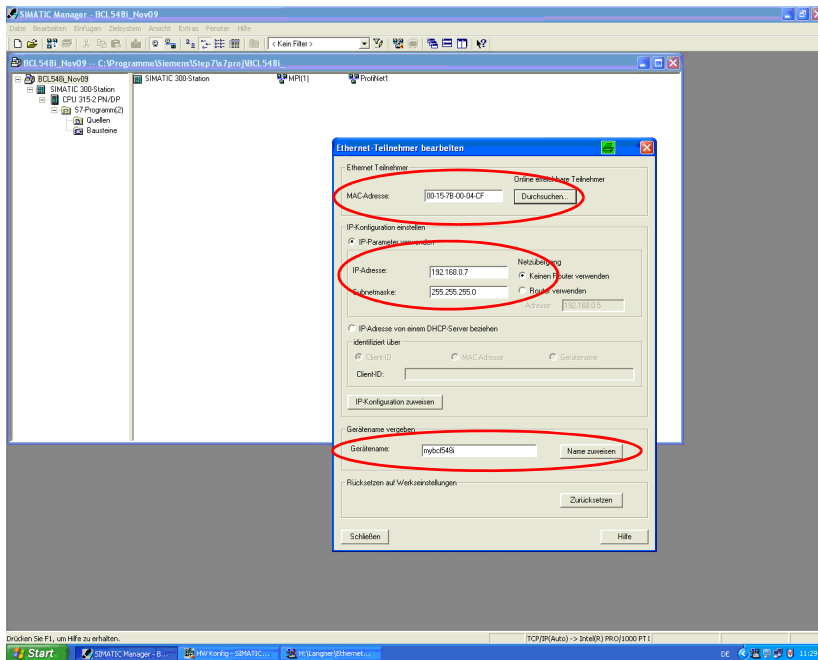 SIMATIC Manager - BCL548i_Nov09
Datei Bearbeiten Einfügen Zielsystem Ansicht Extras Fenster Hilfe
< Kein Filter >
BCL548i_Nov09 -- C:\Programme\Siemens\Step7\s7proj\BCL548i_
BCL548i_Nov09
SIMATIC 300-Station
CPU 315-2 PN/DP
S7-Programm(2)
Quellen
Bausteine
SIMATIC 300-Station
MPI(1)
ProfiNet1
Ethernet-Teilnehmer bearbeiten
Ethernet Teilnehmer
Online erreichbare Teilnehmer
MAC-Adresse:
00-15-7B-00-04-CF
Durchsuchen...
IP-Konfiguration einstellen
IP-Parameter verwenden
Netzübergang
IP-Adresse:
192.168.0.7
Keinen Router verwenden
Subnetmaske:
255.255.255.0
Router verwenden
Adresse:
192.168.0.5
IP-Adresse von einem DHCP-Server beziehen
identifiziert über
Client-ID
MAC Adresse
Gerätename
Client-ID:
IP-Konfiguration zuweisen
Gerätename vergeben
Gerätename:
mybcl548i
Name zuweisen
Rücksetzen auf Werkseinstellungen
Zurücksetzen
Schließen
Hilfe
Drücken Sie F1, um Hilfe zu erhalten.
TCP/IP(Auto) -> Intel(R) PRO/1000 PT
Start
SIMATIC Manager - B...
HW Konfig - SIMATIC...
H:\Langner\Ethernet...
DE
11:29